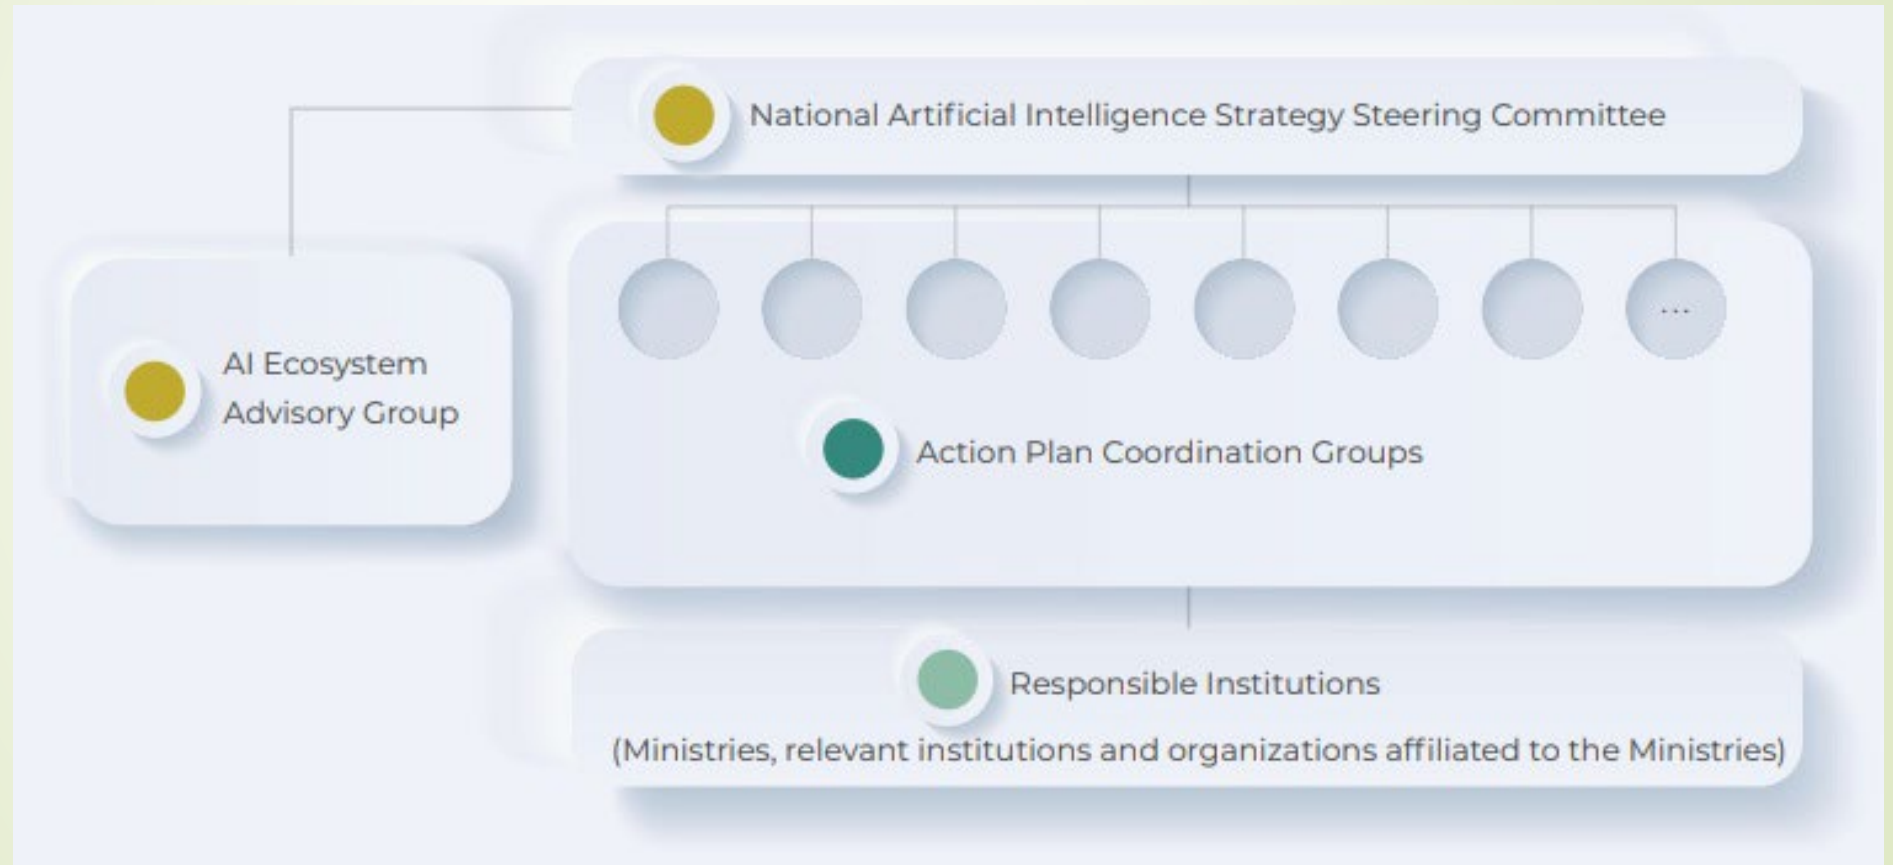 National Artificial Intelligence Strategy Steering Committee
...
AI Ecosystem
Advisory Group
Action Plan Coordination Groups
Responsible Institutions
(Ministries, relevant institutions and organizations affiliated to the Ministries)